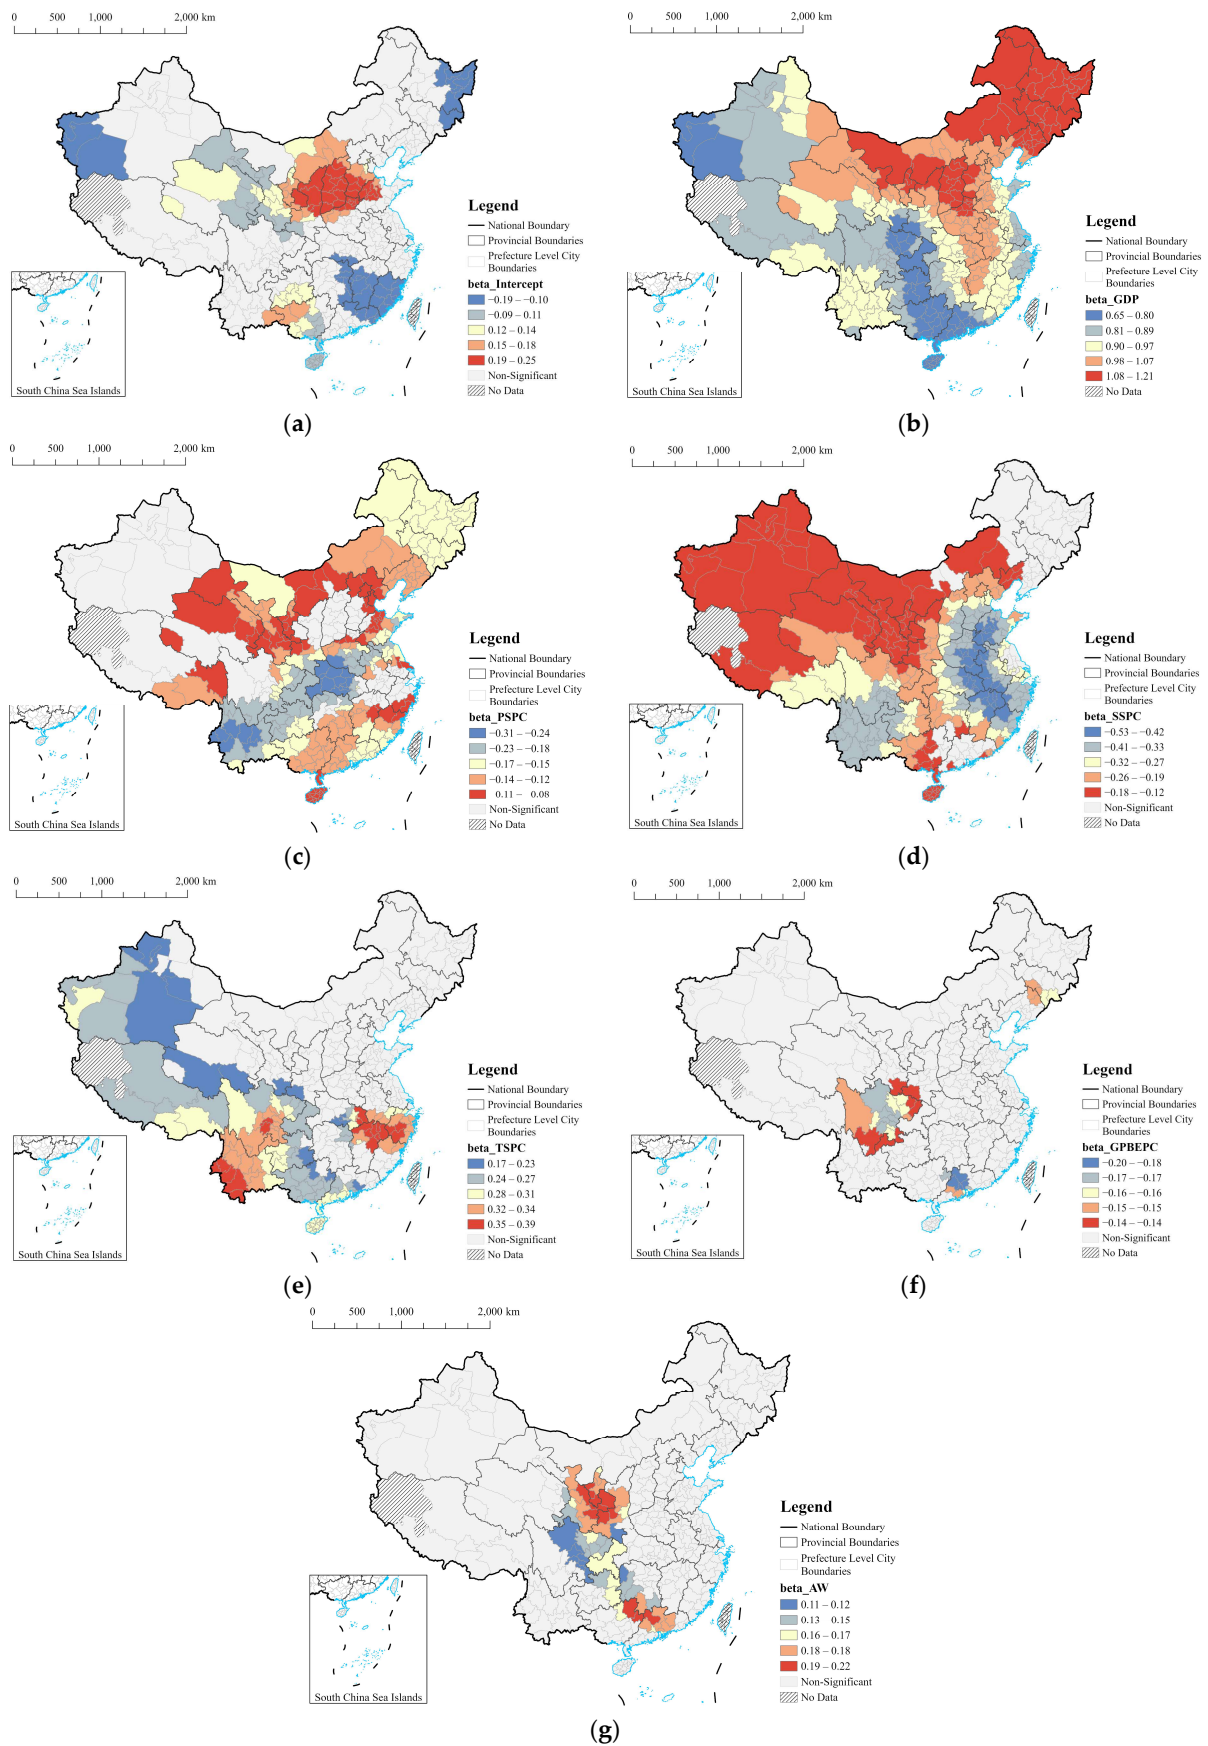 0 500 1,000 2,000 km
Legend
National Boundary
Provincial Boundaries
Prefecture Level City
Boundaries
beta_Intercept
−0.19 – −0.10
−0.09 – 0.11
0.12 – 0.14
0.15 – 0.18
0.19 – 0.25
Non-Significant
No Data
South China Sea Islands
(a)
0 500 1,000 2,000 km
Legend
National Boundary
Provincial Boundaries
Prefecture Level City
Boundaries
beta_GDP
0.65 – 0.80
0.81 – 0.89
0.90 – 0.97
0.98 – 1.07
1.08 – 1.21
Non-Significant
No Data
South China Sea Islands
(b)
0 500 1,000 2,000 km
Legend
National Boundary
Provincial Boundaries
Prefecture Level City
Boundaries
beta_PSPC
−0.31 – −0.24
−0.23 – −0.18
−0.17 – −0.15
−0.14 – −0.12
0.11 0.08
Non-Significant
No Data
South China Sea Islands
(c)
0 500 1,000 2,000 km
Legend
National Boundary
Provincial Boundaries
Prefecture Level City
Boundaries
beta_SSPC
−0.53 – −0.42
−0.41 – −0.33
−0.32 – −0.27
−0.26 – −0.19
−0.18 – −0.12
Non-Significant
No Data
South China Sea Islands
(d)
0 500 1,000 2,000 km
Legend
National Boundary
Provincial Boundaries
Prefecture Level City
Boundaries
beta_TSPC
0.17 – 0.23
0.24 – 0.27
0.28 – 0.31
0.32 – 0.34
0.35 – 0.39
Non-Significant
No Data
South China Sea Islands
(e)
0 500 1,000 2,000 km
Legend
National Boundary
Provincial Boundaries
Prefecture Level City
Boundaries
beta_GPBEPC
−0.20 – −0.18
−0.17 – −0.17
−0.16 – −0.16
−0.15 – −0.15
−0.14 – −0.14
Non-Significant
No Data
South China Sea Islands
(f)
0 500 1,000 2,000 km
Legend
National Boundary
Provincial Boundaries
Prefecture Level City
Boundaries
beta_AW
0.11 – 0.12
0.13 0.15
0.16 – 0.17
0.18 – 0.18
0.19 – 0.22
Non-Significant
No Data
South China Sea Islands
(g)